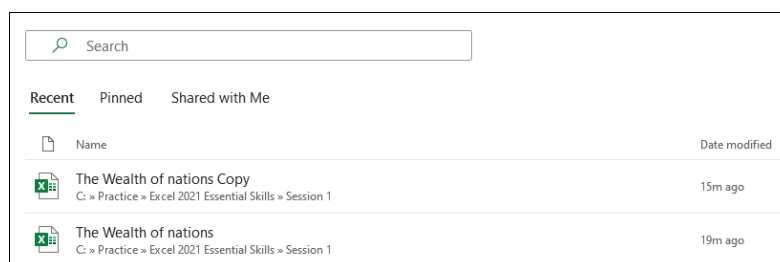 Search
Recent Pinned Shared with Me
Name Date modified
The Wealth of nations Copy
C: » Practice » Excel 2021 Essential Skills » Session 1
15m ago
The Wealth of nations
C: » Practice » Excel 2021 Essential Skills » Session 1
19m ago